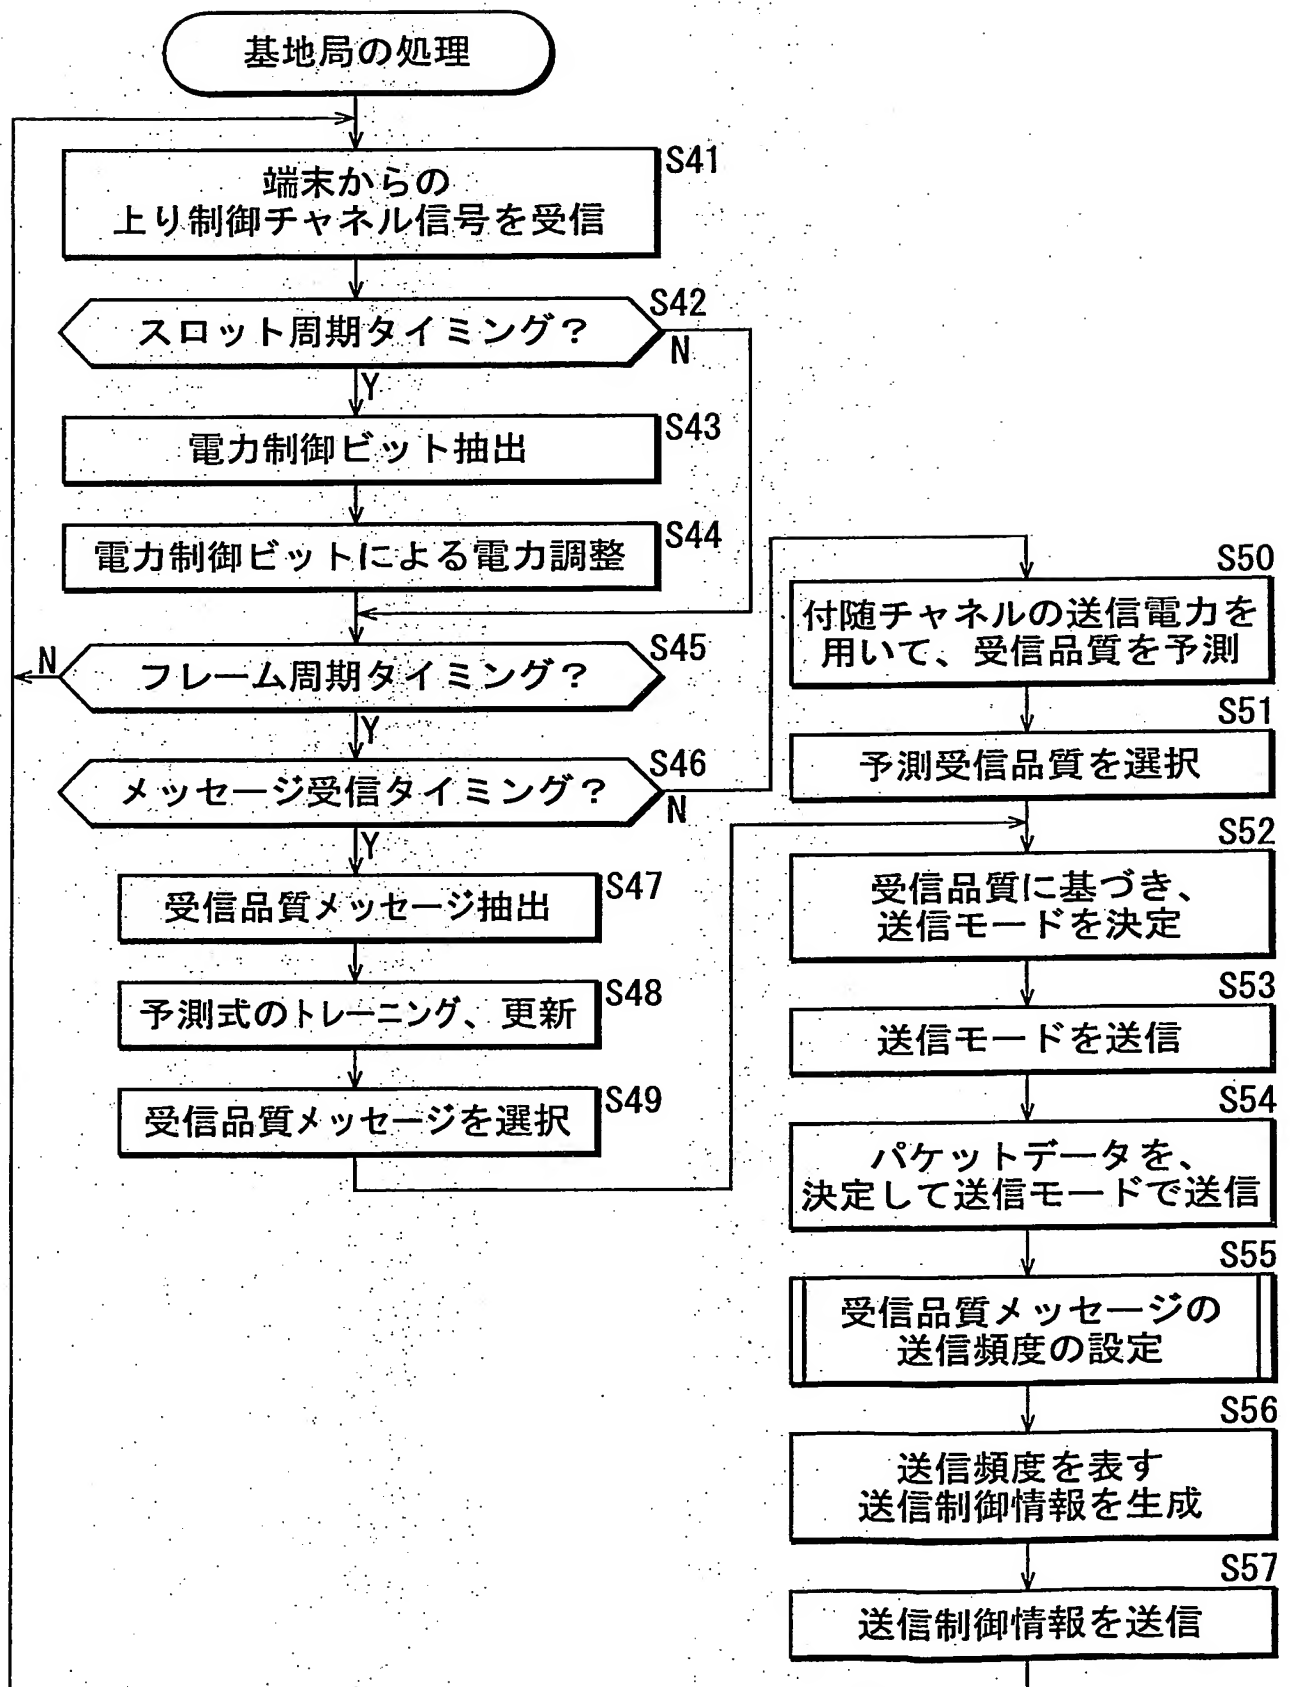 基地局の処理
S41
端末からの
上り制御チャネル信号を受信
S42
スロット周期タイミング？
N
Y
S43
電力制御ビット抽出
S44
電力制御ビットによる電力調整
S45
N
フレーム周期タイミング？
Y
S46
メッセージ受信タイミング？
N
Y
S47
受信品質メッセージ抽出
S48
予測式のトレーニング、更新
S49
受信品質メッセージを選択
S50
付随チャネルの送信電力を
用いて、受信品質を予測
S51
予測受信品質を選択
S52
受信品質に基づき、
送信モードを決定
S53
送信モードを送信
S54
パケットデータを、
決定して送信モードで送信
S55
受信品質メッセージの
送信頻度の設定
S56
送信頻度を表す
送信制御情報を生成
S57
送信制御情報を送信